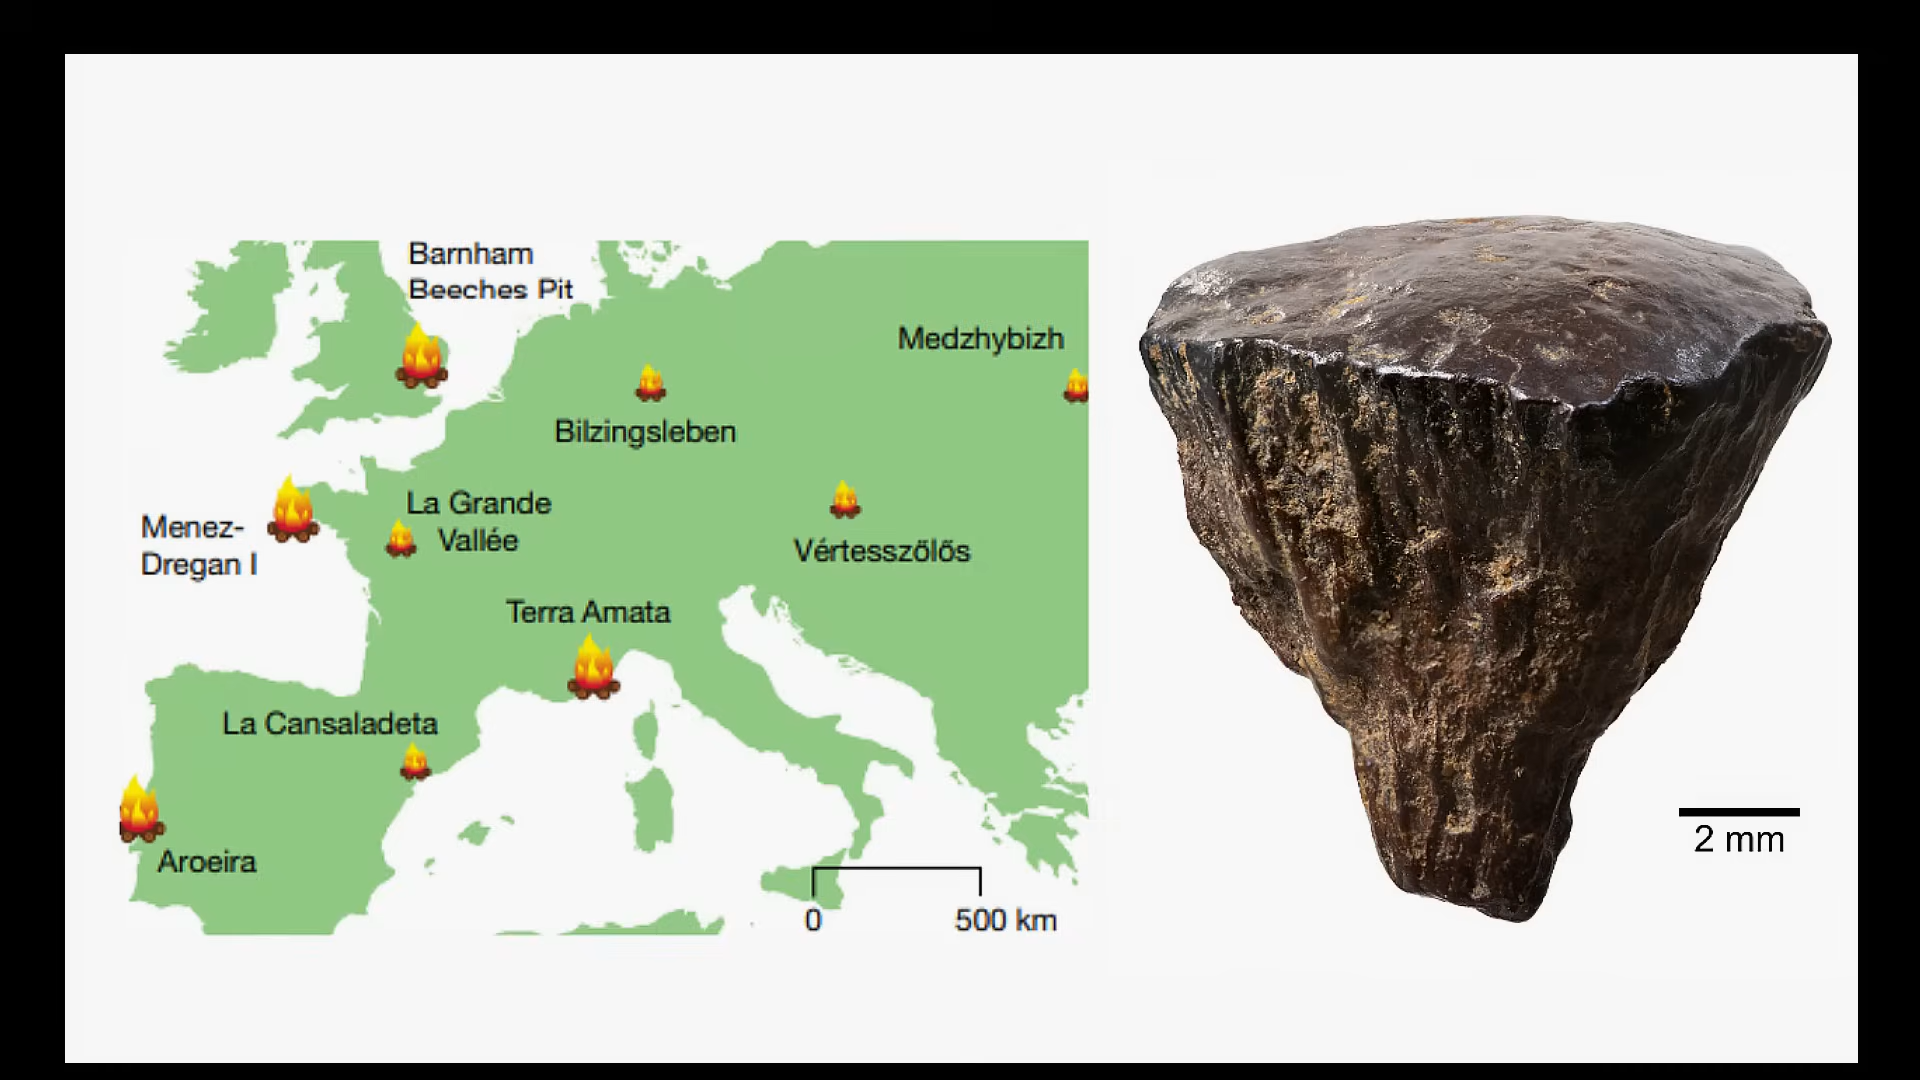 Barnham
Beeches Pit
Medzhybizh
Bilzingsleben
La Grande
Vallée
Menez-
Dregan I
Vértesszölős
Terra Amata
La Cansaladeta
Aroeira
0
500 km
2 mm